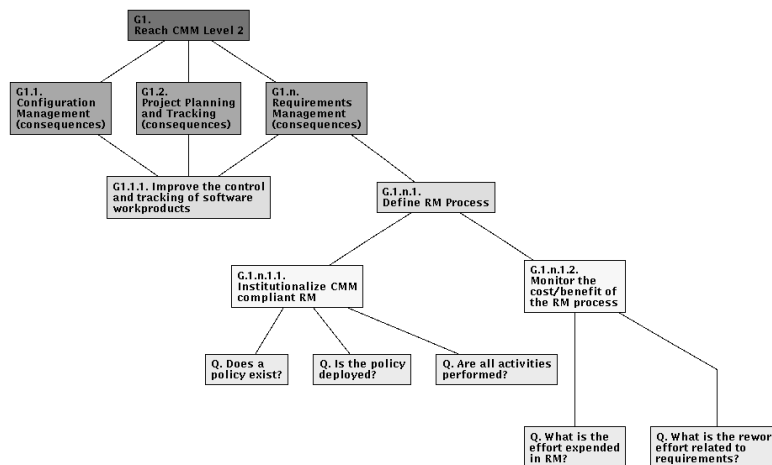 G1.
Reach CMM Level 2
G1.1.
Configuration
Management
(consequences)
G1.2.
Project Planning
and Tracking
(consequences)
G1.n.
Requirements
Management
(consequences)
G1.1.1. Improve the control
and tracking of software
workproducts
G.1.n.1.
Define RM Process
G.1.n.1.1.
Institutionalize CMM
compliant RM
G.1.n.1.2.
Monitor the
cost/benefit of
the RM process
Q. Does a
policy exist?
Q. Is the policy
deployed?
Q. Are all activities
performed?
Q. What is the
effort expended
in RM?
Q. What is the
effort related to
requirements?